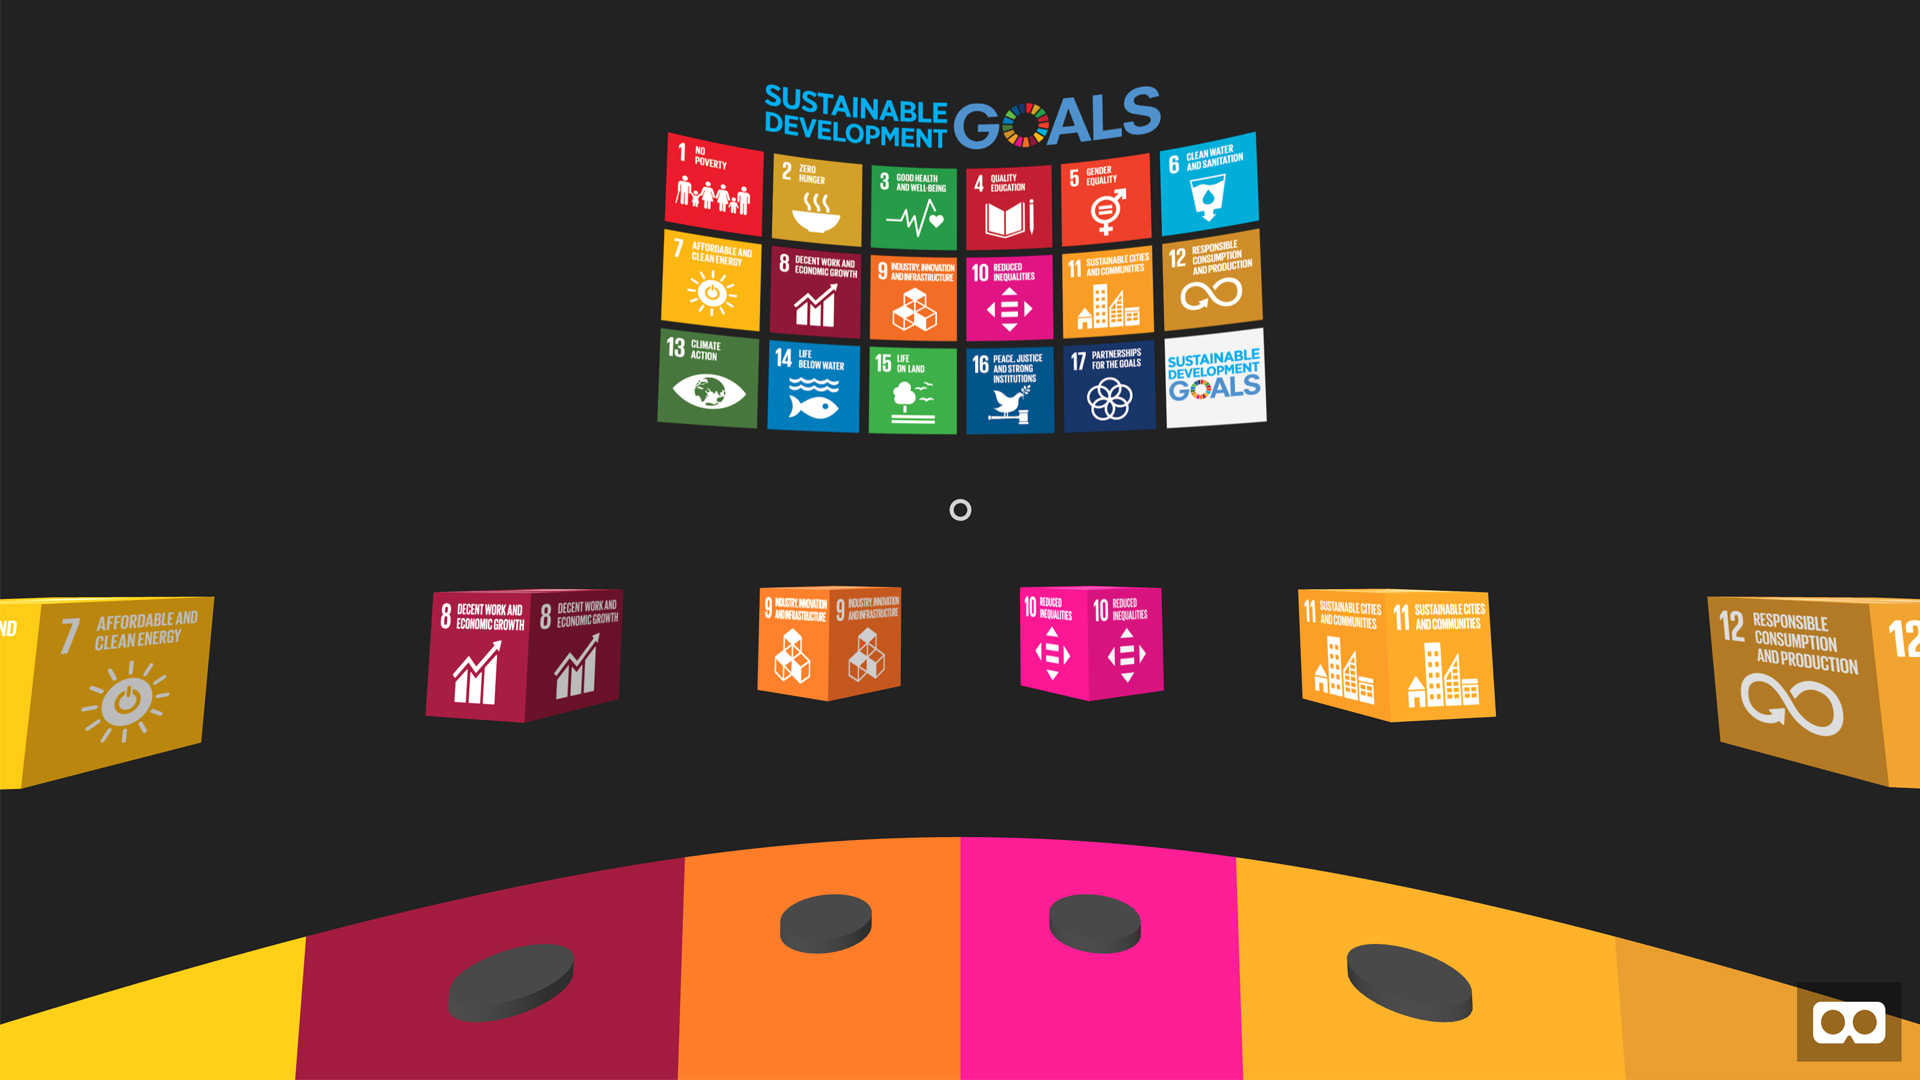 SUSTAINABLE
DEVELOPMENT
GOALS
1 NO
POVERTY
2 ZERO
HUNGER
3 GOOD HEALTH
AND WELL-BEING
4 QUALITY
EDUCATION
5 GENDER
EQUALITY
6 CLEAN WATER
AND SANITATION
7 AFFORDABLE AND
CLEAN ENERGY
8 DECENT WORK AND
ECONOMIC GROWTH
9 INDUSTRY, INNOVATION
AND INFRASTRUCTURE
10 REDUCED
INEQUALITIES
11 SUSTAINABLE CITIES
AND COMMUNITIES
12 RESPONSIBLE
CONSUMPTION
AND PRODUCTION
13 CLIMATE
ACTION
14 LIFE
BELOW WATER
15 LIFE
ON LAND
16 PEACE, JUSTICE
AND STRONG
INSTITUTIONS
17 PARTNERSHIPS
FOR THE GOALS
SUSTAINABLE
DEVELOPMENT
GOALS
ND
7 AFFORDABLE AND
CLEAN ENERGY
8 DECENT WORK AND
ECONOMIC GROWTH
8 DECENT WORK AND
ECONOMIC GROWTH
9 INDUSTRY, INNOVATION
AND INFRASTRUCTURE
9 INDUSTRY, INNOVATION
AND INFRASTRUCTURE
10 REDUCED
INEQUALITIES
10 REDUCED
INEQUALITIES
11 SUSTAINABLE CITIES
AND COMMUNITIES
11 SUSTAINABLE CITIES
AND COMMUNITIES
12 RESPONSIBLE
CONSUMPTION
AND PRODUCTION
12